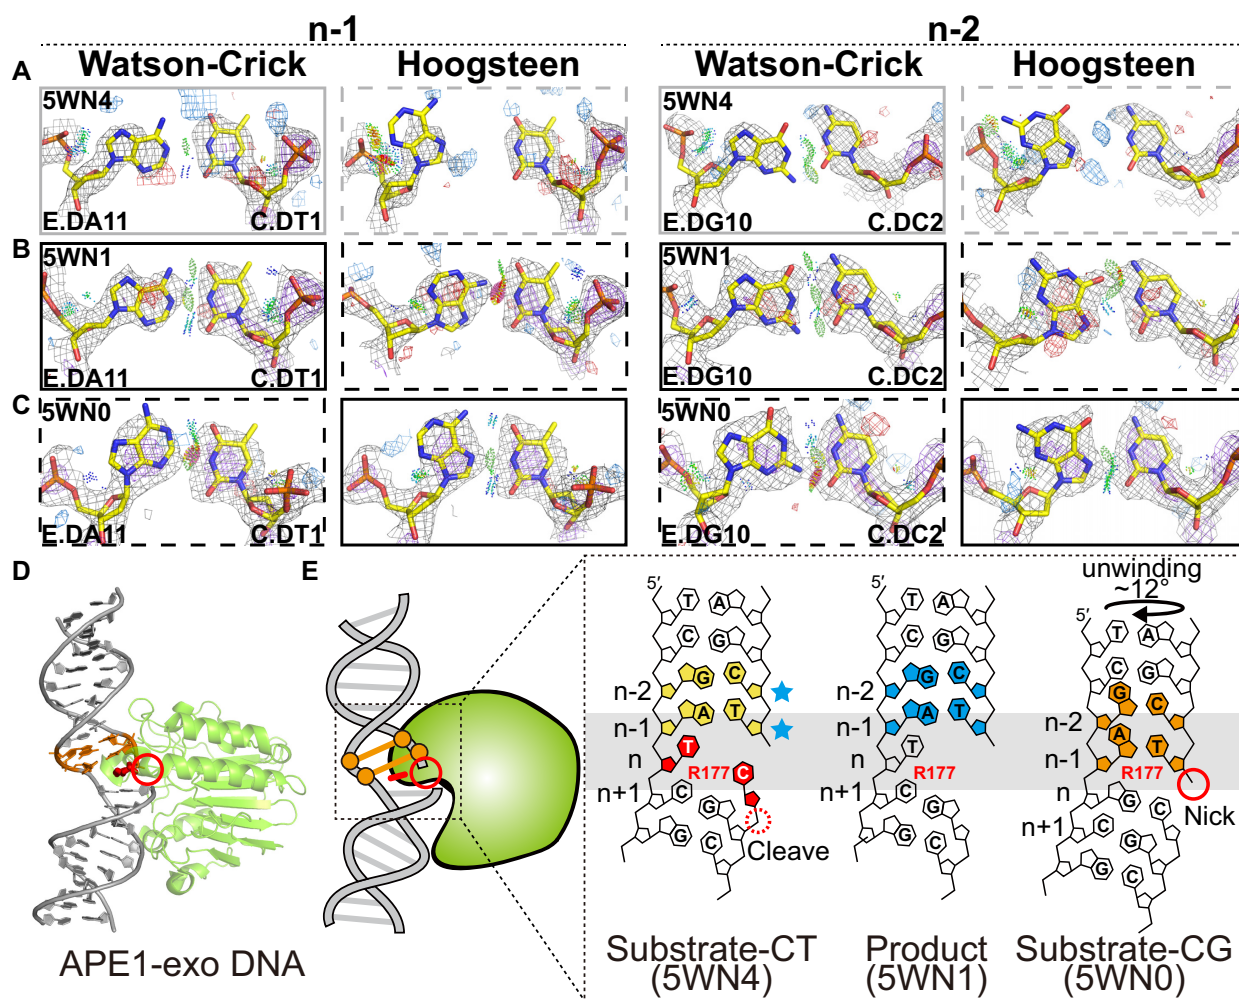 n-1
n-2
Watson-Crick
Hoogsteen
Watson-Crick
Hoogsteen
A
5WN4
E.DA11
C.DT1
5WN4
E.DG10
C.DC2
B
5WN1
E.DA11
C.DT1
5WN1
E.DG10
C.DC2
C
5WN0
E.DA11
C.DT1
5WN0
E.DG10
C.DC2
D
APE1-exo DNA
E
5′
T A
C G
n-2 G C
n-1 A T
n T
R177 C
n+1 C
G
G C
Cleave
Substrate-CT
(5WN4)
5′
T A
C G
n-2 G C
n-1 A T
n T
R177
n+1 C
G
G C
Product
(5WN1)
unwinding
~12°
5′
T A
C G
n-2 G C
n-1 A T
R177
n G C
n+1 C
G
G C
Nick
Substrate-CG
(5WN0)